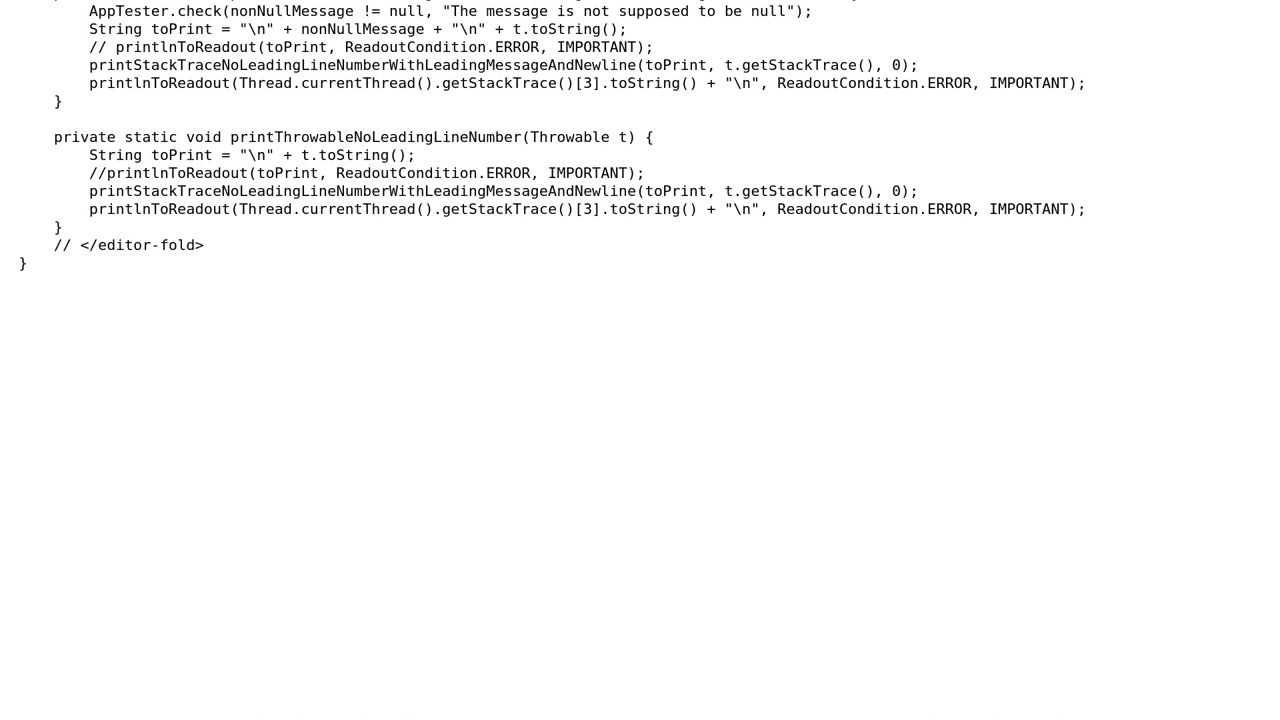 AppTester.check(nonNullMessage != null, "The message is not supposed to be null");
        String toPrint = "\n" + nonNullMessage + "\n" + t.toString();
        // printlnToReadout(toPrint, ReadoutCondition.ERROR, IMPORTANT);
        printStackTraceNoLeadingLineNumberWithLeadingMessageAndNewline(toPrint, t.getStackTrace(), 0);
        printlnToReadout(Thread.currentThread().getStackTrace()[3].toString() + "\n", ReadoutCondition.ERROR, IMPORTANT);
    }

    private static void printThrowableNoLeadingLineNumber(Throwable t) {
        String toPrint = "\n" + t.toString();
        //printlnToReadout(toPrint, ReadoutCondition.ERROR, IMPORTANT);
        printStackTraceNoLeadingLineNumberWithLeadingMessageAndNewline(toPrint, t.getStackTrace(), 0);
        printlnToReadout(Thread.currentThread().getStackTrace()[3].toString() + "\n", ReadoutCondition.ERROR, IMPORTANT);
    }
    // </editor-fold>
}